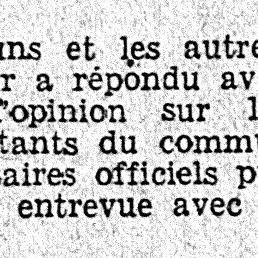 uns et les autre
r a répondu av
l'opinion sur l
tants du commu
aires officiels p
entrevue avec